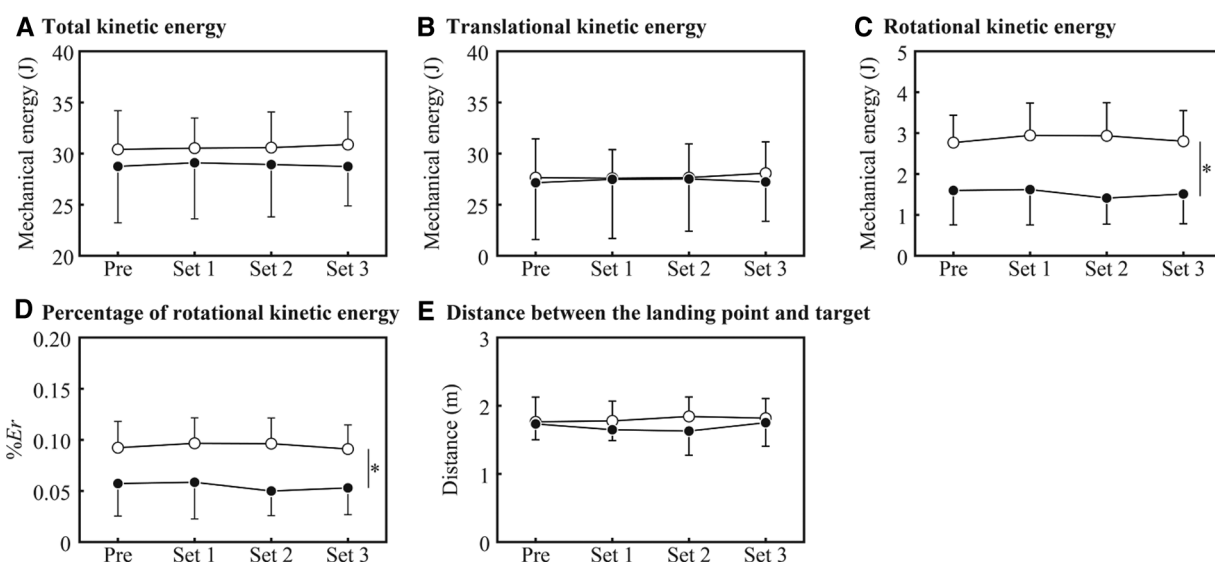 A Total kinetic energy
Mechanical energy (J)
40
35
30
25
20
Pre Set 1 Set 2 Set 3
B Translational kinetic energy
Mechanical energy (J)
40
35
30
25
20
Pre Set 1 Set 2 Set 3
C Rotational kinetic energy
Mechanical energy (J)
5
4
3
2
1
0
*
Pre Set 1 Set 2 Set 3
D Percentage of rotational kinetic energy
%Er
0.20
0.15
0.10
0.05
0
*
Pre Set 1 Set 2 Set 3
E Distance between the landing point and target
Distance (m)
3
2
1
0
Pre Set 1 Set 2 Set 3